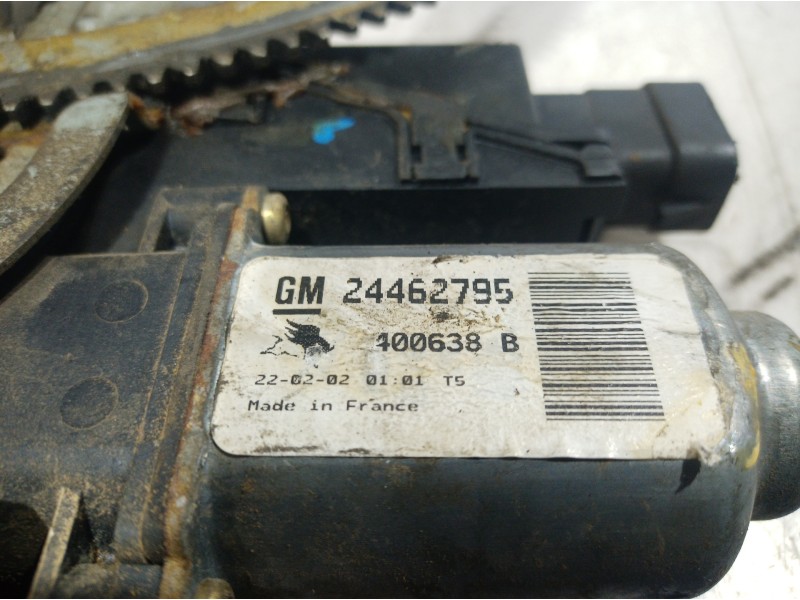 GM 24462795
400638 B
22-02-02 01:01 T5
Made in France